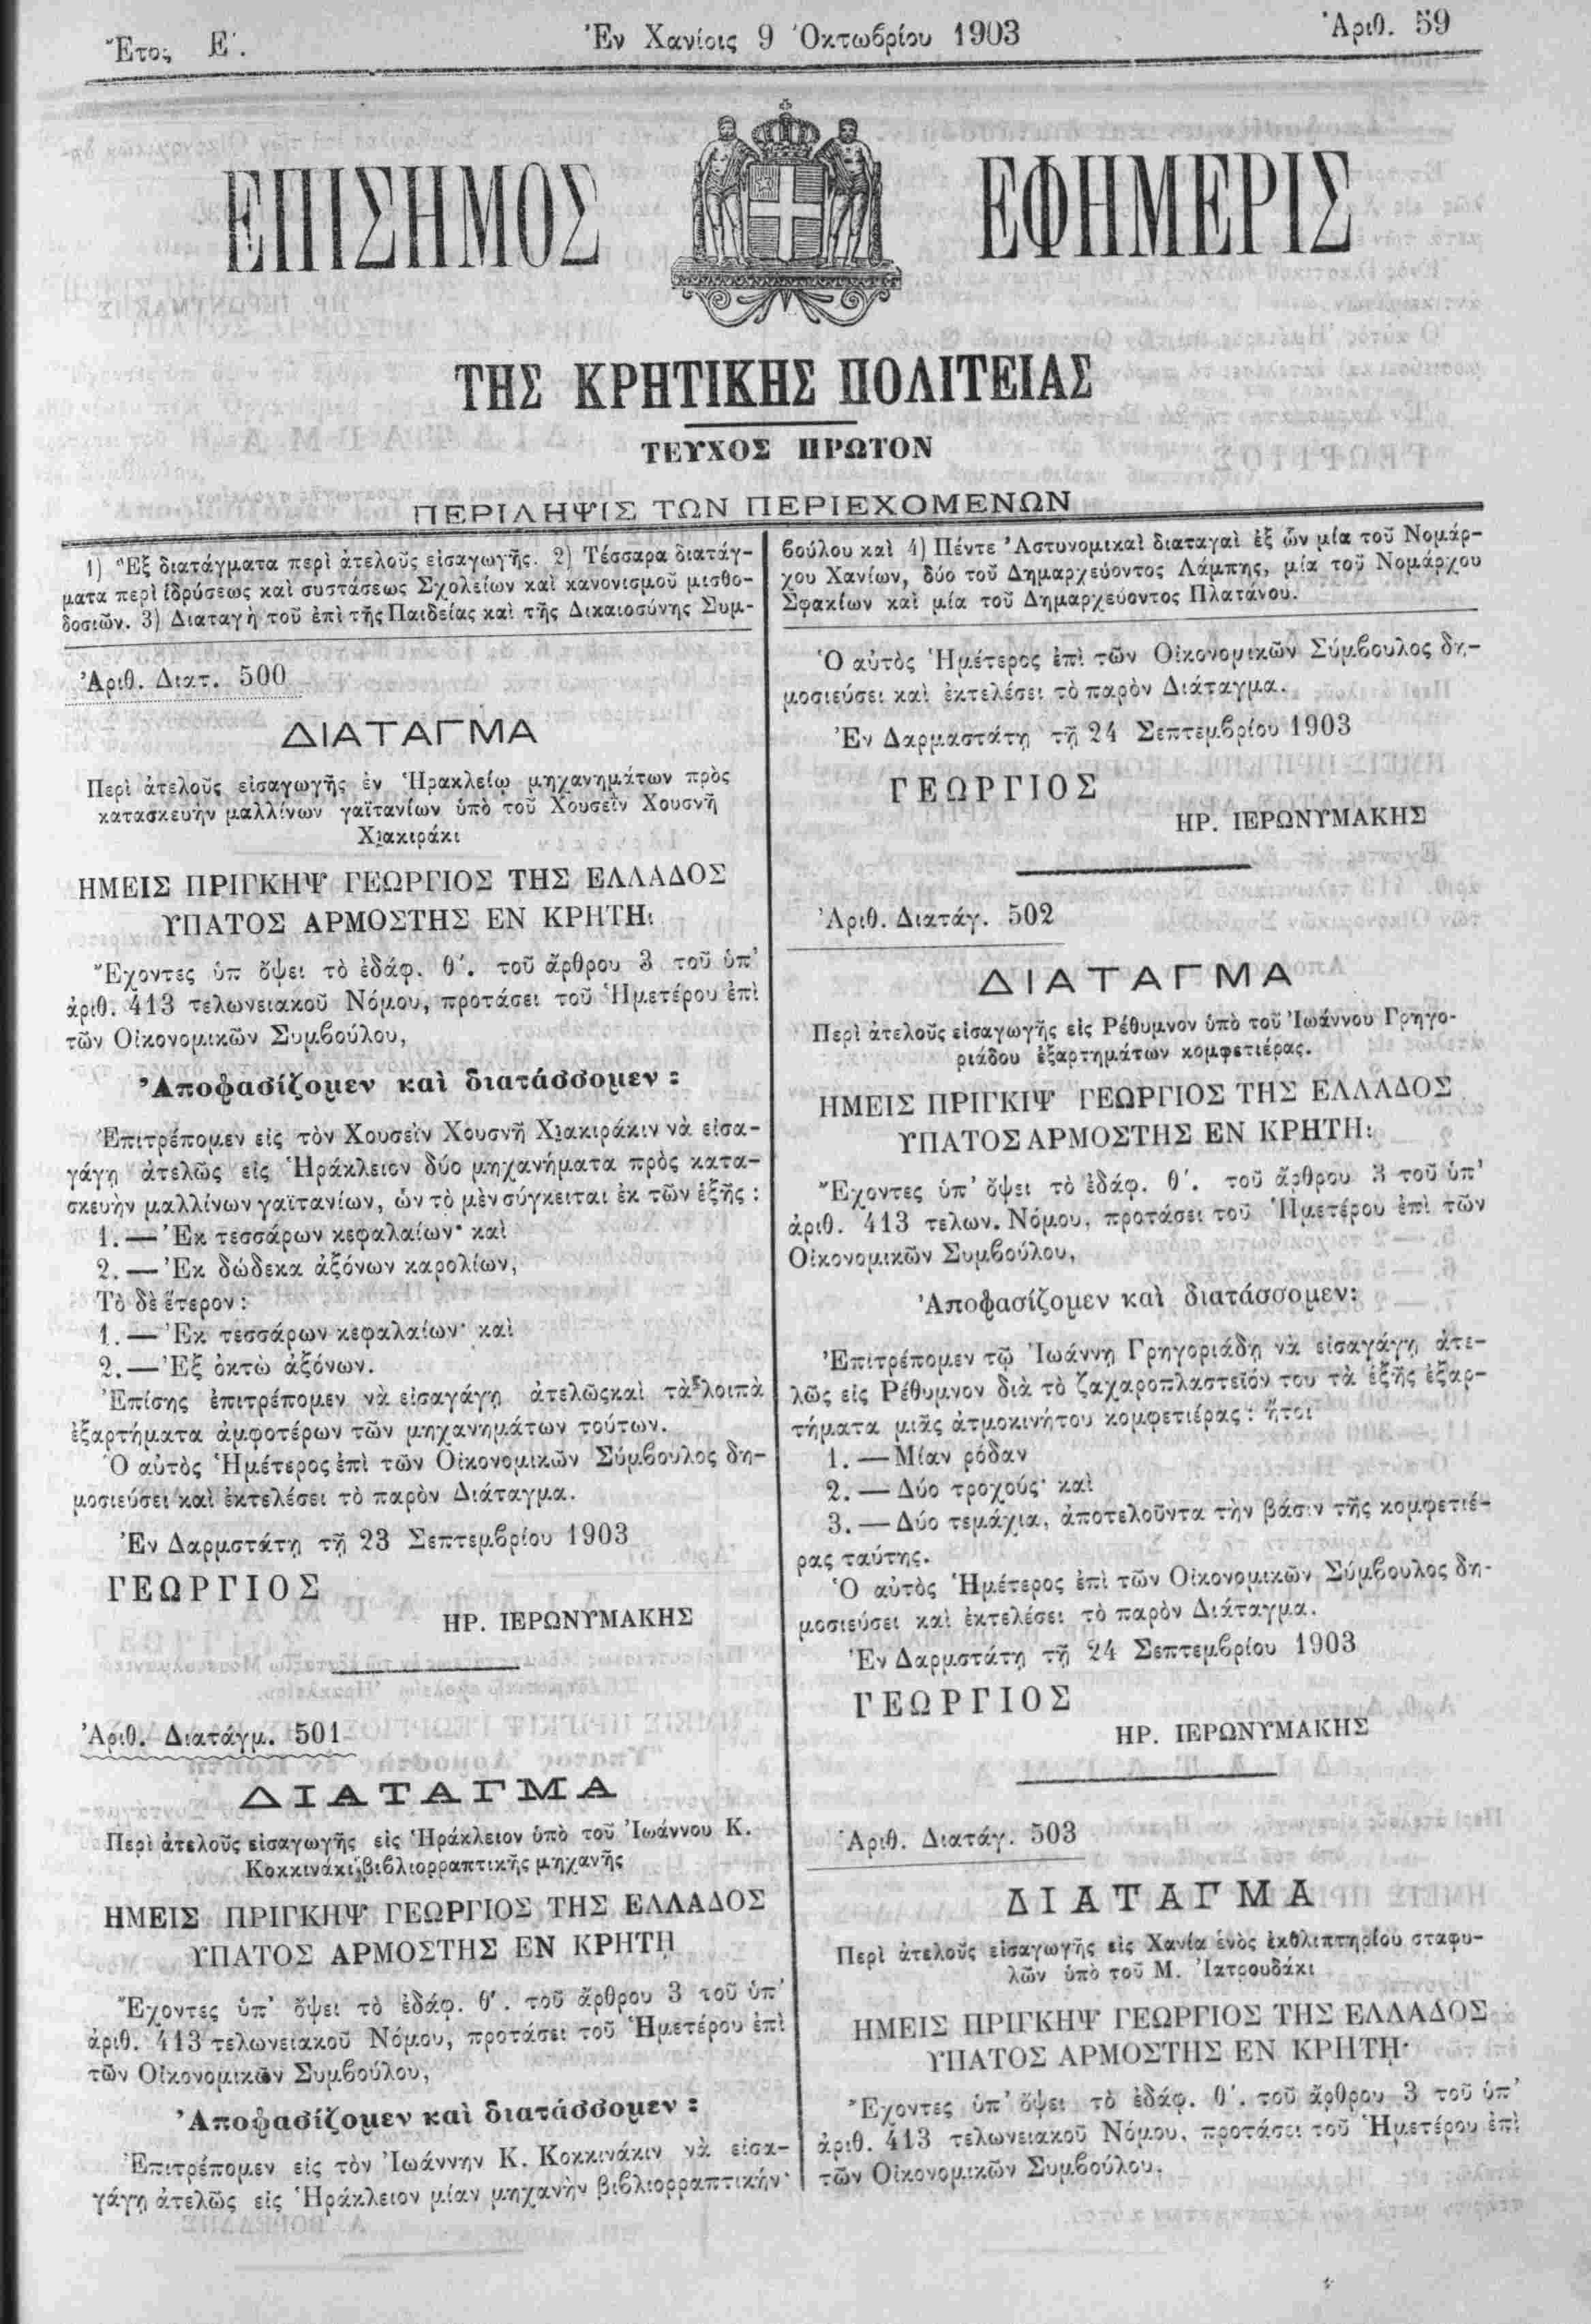 Ἔτος Ε΄.
Ἐν Χανίοις 9 Ὀκτωβρίου 1903
Ἀριθ. 59
ΕΠΙΣΗΜΟΣ ΕΦΗΜΕΡΙΣ
ΤΗΣ ΚΡΗΤΙΚΗΣ ΠΟΛΙΤΕΙΑΣ
ΤΕΥΧΟΣ ΠΡΩΤΟΝ
ΠΕΡΙΛΗΨΙΣ ΤΩΝ ΠΕΡΙΕΧΟΜΕΝΩΝ
1) Ἓξ διατάγματα περὶ ἀτελοῦς εἰσαγωγῆς. 2) Τέσσαρα διατάγ-
ματα περὶ ἱδρύσεως καὶ συστάσεως Σχολείων καὶ κανονισμοῦ μισθο-
δοσιῶν. 3) Διαταγὴ τοῦ ἐπὶ τῆς Παιδείας καὶ τῆς Δικαιοσύνης Συμ-
βούλου καὶ 4) Πέντε Ἀστυνομικαὶ διαταγαὶ ἐξ ὧν μία τοῦ Νομάρ-
χου Χανίων, δύο τοῦ Δημαρχεύοντος Λάμπης, μία τοῦ Νομάρχου
Σφακίων καὶ μία τοῦ Δημαρχεύοντος Πλατάνου.
Ἀριθ. Διατ. 500
ΔΙΑΤΑΓΜΑ
Περὶ ἀτελοῦς εἰσαγωγῆς ἐν Ἡρακλείῳ μηχανημάτων πρὸς
κατασκευὴν μαλλίνων γαϊτανίων ὑπὸ τοῦ Χουσεῒν Χουσνῆ
Χιακιράκι
ΗΜΕΙΣ ΠΡΙΓΚΗΨ ΓΕΩΡΓΙΟΣ ΤΗΣ ΕΛΛΑΔΟΣ
ΥΠΑΤΟΣ ΑΡΜΟΣΤΗΣ ΕΝ ΚΡΗΤΗ:
Ἔχοντες ὑπ ὄψει τὸ ἐδάφ. θ΄. τοῦ ἄρθρου 3 τοῦ ὑπ'
ἀριθ. 413 τελωνειακοῦ Νόμου, προτάσει τοῦ Ἡμετέρου ἐπὶ
τῶν Οἰκονομικῶν Συμβούλου,
Ἀποφασίζομεν καὶ διατάσσομεν :
Ἐπιτρέπομεν εἰς τὸν Χουσεῒν Χουσνῆ Χιακιράκιν νὰ εἰσα-
γάγῃ ἀτελῶς εἰς Ἡράκλειον δύο μηχανήματα πρὸς κατα-
σκευὴν μαλλίνων γαϊτανίων, ὧν τὸ μὲν σύγκειται ἐκ τῶν ἑξῆς :
1.— Ἐκ τεσσάρων κεφαλαίων· καὶ
2.— Ἐκ δώδεκα ἀξόνων καρολίων,
Τὸ δὲ ἕτερον :
1.— Ἐκ τεσσάρων κεφαλαίων· καὶ
2.— Ἐξ ὀκτὼ ἀξόνων.
Ἐπίσης ἐπιτρέπομεν νὰ εἰσαγάγῃ ἀτελῶς καὶ τὰ λοιπὰ
ἐξαρτήματα ἀμφοτέρων τῶν μηχανημάτων τούτων.
Ὁ αὐτὸς Ἡμέτερος ἐπὶ τῶν Οἰκονομικῶν Σύμβουλος δη-
μοσιεύσει καὶ ἐκτελέσει τὸ παρὸν Διάταγμα.
Ἐν Δαρμστάτῃ τῇ 23 Σεπτεμβρίου 1903
ΓΕΩΡΓΙΟΣ
ΗΡ. ΙΕΡΩΝΥΜΑΚΗΣ
Ἀριθ. Διατάγμ. 501
ΔΙΑΤΑΓΜΑ
Περὶ ἀτελοῦς εἰσαγωγῆς εἰς Ἡράκλειον ὑπὸ τοῦ Ἰωάννου Κ.
Κοκκινάκι βιβλιορραπτικῆς μηχανῆς
ΗΜΕΙΣ ΠΡΙΓΚΗΨ ΓΕΩΡΓΙΟΣ ΤΗΣ ΕΛΛΑΔΟΣ
ΥΠΑΤΟΣ ΑΡΜΟΣΤΗΣ ΕΝ ΚΡΗΤΗ
Ἔχοντες ὑπ' ὄψει τὸ ἐδάφ. θ΄. τοῦ ἄρθρου 3 τοῦ ὑπ'
ἀριθ. 413 τελωνειακοῦ Νόμου, προτάσει τοῦ Ἡμετέρου ἐπὶ
τῶν Οἰκονομικῶν Συμβούλου,
Ἀποφασίζομεν καὶ διατάσσομεν :
Ἐπιτρέπομεν εἰς τὸν Ἰωάννην Κ. Κοκκινάκιν νὰ εἰσα-
γάγῃ ἀτελῶς εἰς Ἡράκλειον μίαν μηχανὴν βιβλιορραπτικήν·
Ὁ αὐτὸς Ἡμέτερος ἐπὶ τῶν Οἰκονομικῶν Σύμβουλος δη-
μοσιεύσει καὶ ἐκτελέσει τὸ παρὸν Διάταγμα.
Ἐν Δαρμαστάτῃ τῇ 24 Σεπτεμβρίου 1903
ΓΕΩΡΓΙΟΣ
ΗΡ. ΙΕΡΩΝΥΜΑΚΗΣ
Ἀριθ. Διατάγ. 502
ΔΙΑΤΑΓΜΑ
Περὶ ἀτελοῦς εἰσαγωγῆς εἰς Ρέθυμνον ὑπὸ τοῦ Ἰωάννου Γρηγο-
ριάδου ἐξαρτημάτων κομφετιέρας.
ΗΜΕΙΣ ΠΡΙΓΚΙΨ ΓΕΩΡΓΙΟΣ ΤΗΣ ΕΛΛΑΔΟΣ
ΥΠΑΤΟΣ ΑΡΜΟΣΤΗΣ ΕΝ ΚΡΗΤΗ:
Ἔχοντες ὑπ' ὄψει τὸ ἐδάφ. θ΄. τοῦ ἄρθρου 3 τοῦ ὑπ'
ἀριθ. 413 τελων. Νόμου, προτάσει τοῦ Ἡμετέρου ἐπὶ τῶν
Οἰκονομικῶν Συμβούλου,
Ἀποφασίζομεν καὶ διατάσσομεν:
Ἐπιτρέπομεν τῷ Ἰωάννῃ Γρηγοριάδῃ νὰ εἰσαγάγῃ ἀτε-
λῶς εἰς Ρέθυμνον διὰ τὸ ζαχαροπλαστεῖόν του τὰ ἑξῆς ἐξαρ-
τήματα μιᾶς ἀτμοκινήτου κομφετιέρας : ἤτοι
1.— Μίαν ρόδαν
2.— Δύο τροχούς· καὶ
3.— Δύο τεμάχια, ἀποτελοῦντα τὴν βάσιν τῆς κομφετιέ-
ρας ταύτης.
Ὁ αὐτὸς Ἡμέτερος ἐπὶ τῶν Οἰκονομικῶν Σύμβουλος δη-
μοσιεύσει καὶ ἐκτελέσει τὸ παρὸν Διάταγμα.
Ἐν Δαρμστάτῃ τῇ 24 Σεπτεμβρίου 1903
ΓΕΩΡΓΙΟΣ
ΗΡ. ΙΕΡΩΝΥΜΑΚΗΣ
Ἀριθ. Διατάγ. 503
ΔΙΑΤΑΓΜΑ
Περὶ ἀτελοῦς εἰσαγωγῆς εἰς Χανία ἑνὸς ἐκθλιπτηρίου σταφυ-
λῶν ὑπὸ τοῦ Μ. Ἰατρουδάκι
ΗΜΕΙΣ ΠΡΙΓΚΗΨ ΓΕΩΡΓΙΟΣ ΤΗΣ ΕΛΛΑΔΟΣ
ΥΠΑΤΟΣ ΑΡΜΟΣΤΗΣ ΕΝ ΚΡΗΤΗ·
Ἔχοντες ὑπ' ὄψει τὸ ἐδάφ. θ΄. τοῦ ἄρθρου 3 τοῦ ὑπ'
ἀριθ. 413 τελωνειακοῦ Νόμου, προτάσει τοῦ Ἡμετέρου ἐπὶ
τῶν Οἰκονομικῶν Συμβούλου.